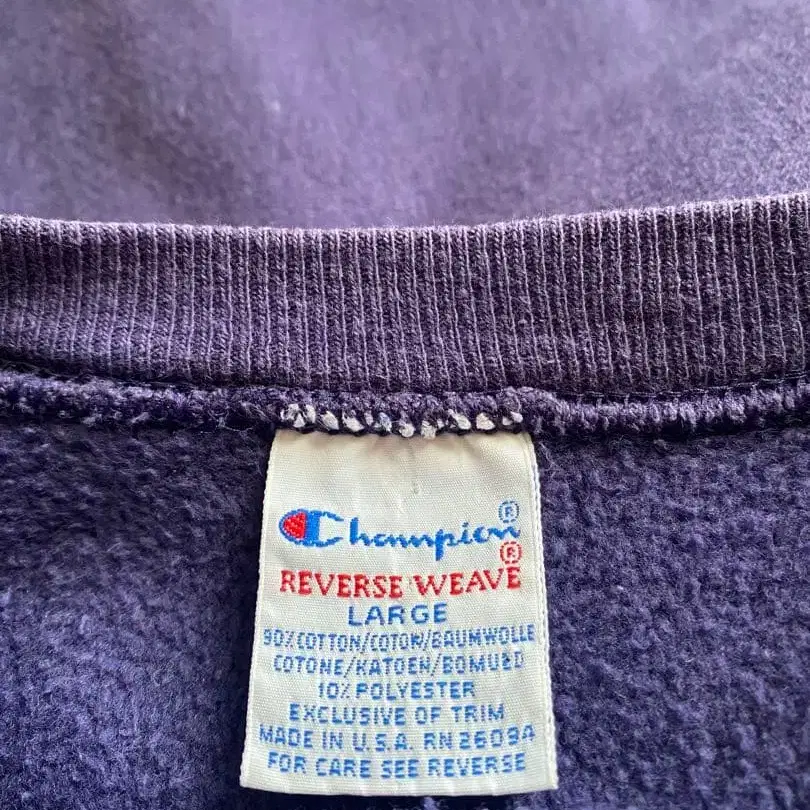 Champion®
REVERSE WEAVE®
LARGE
90% COTTON/COTON/BAUMWOLLE
COTONE/KATOEN/BOMULD
10% POLYESTER
EXCLUSIVE OF TRIM
MADE IN U.S.A. RN 26094
FOR CARE SEE REVERSE